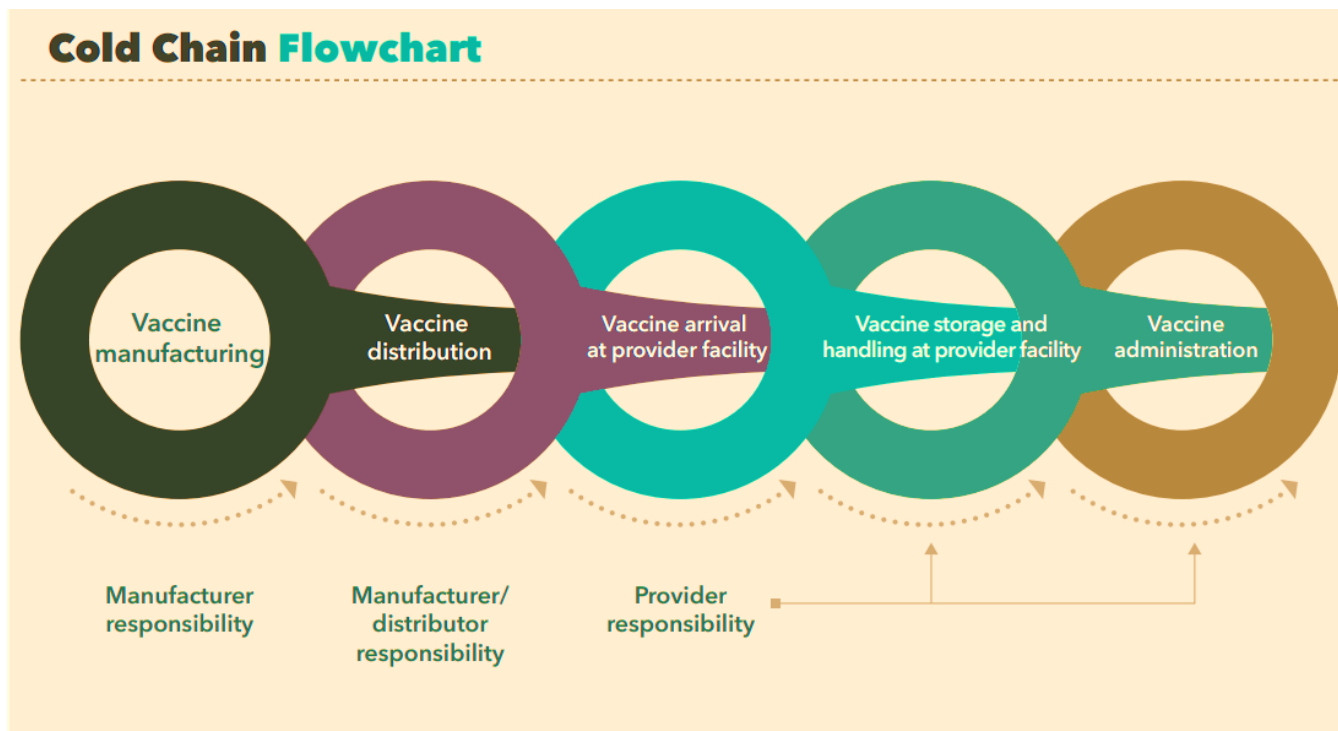 Cold Chain Flowchart
Vaccine
manufacturing
Vaccine
distribution
Vaccine arrival
at provider facility
Vaccine storage and
handling at provider facility
Vaccine
administration
Manufacturer
responsibility
Manufacturer/
distributor
responsibility
Provider
responsibility